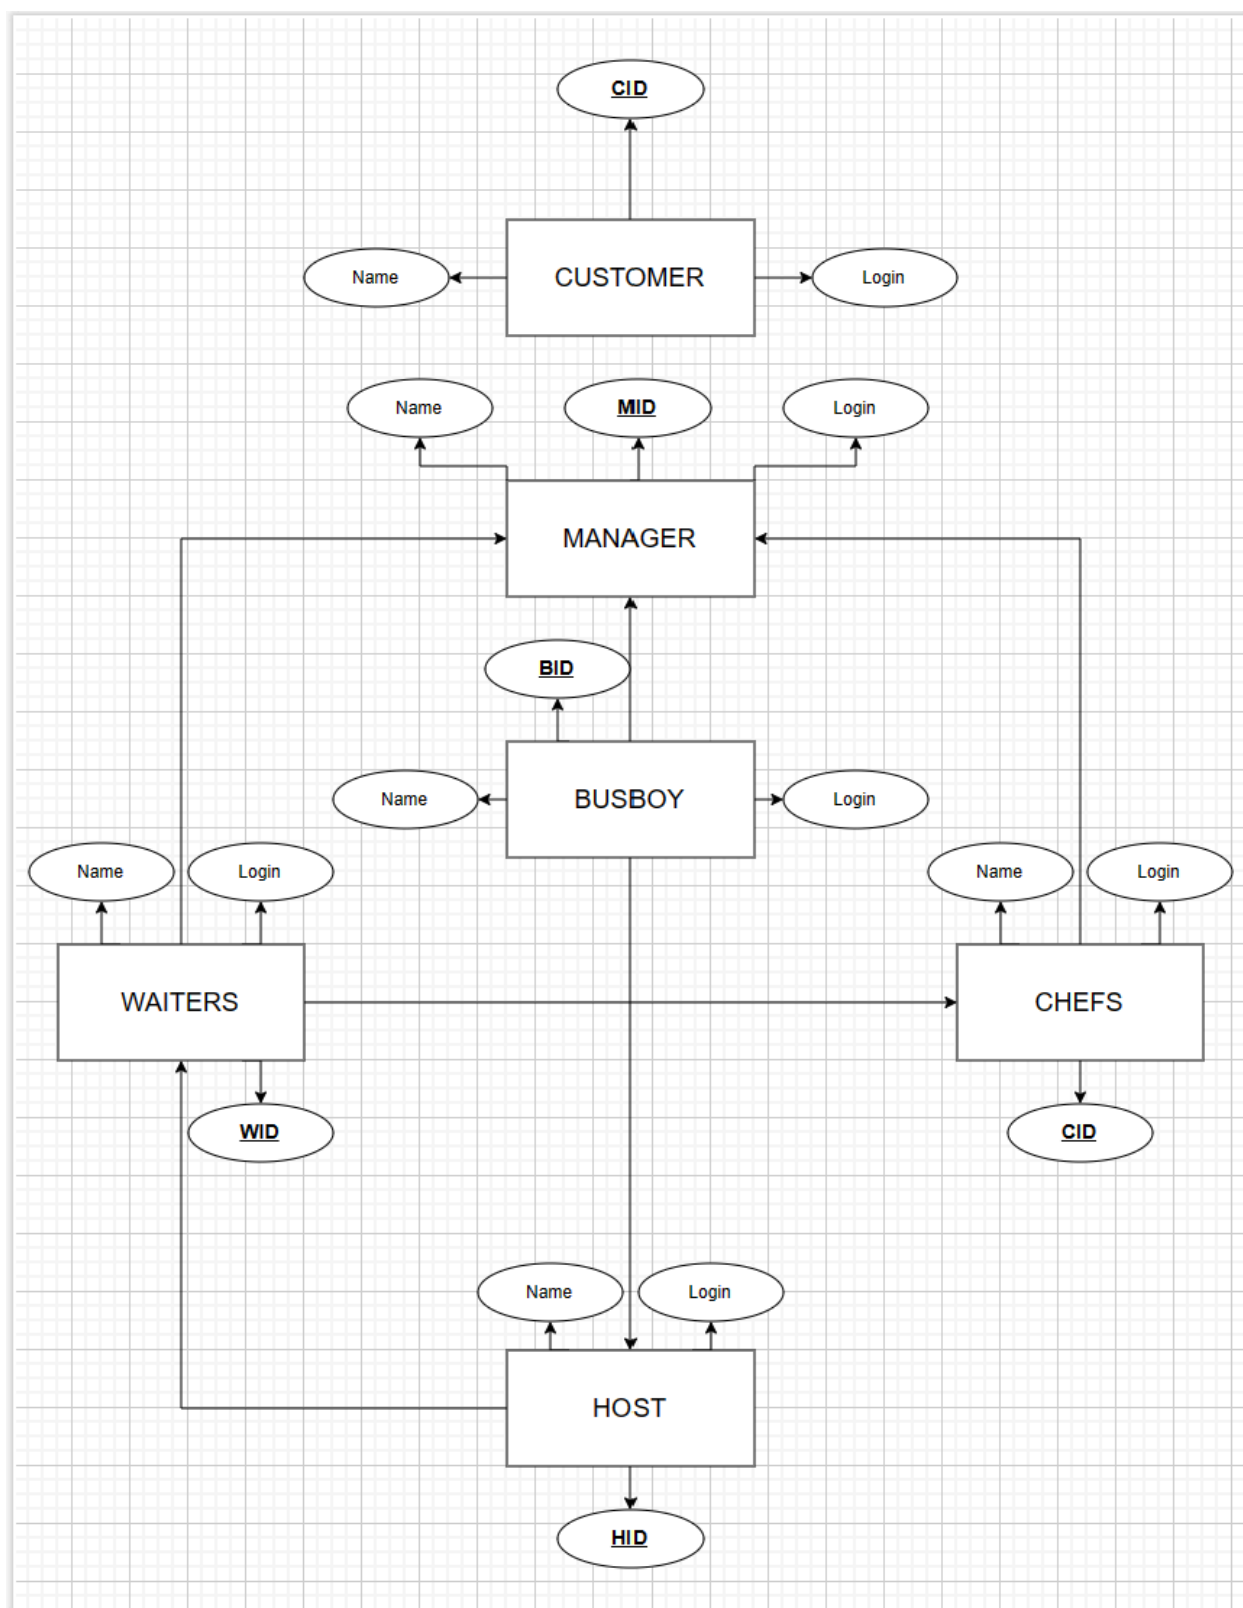 CID
Name
CUSTOMER
Login
Name
MID
Login
MANAGER
BID
Name
BUSBOY
Login
Name
Login
Name
Login
WAITERS
CHEFS
WID
CID
Name
Login
HOST
HID